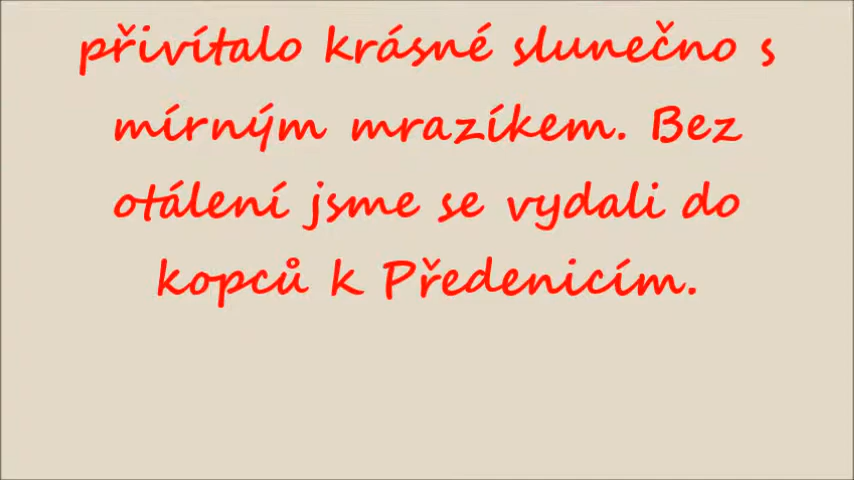 přivítalo krásné slunečno s
mírným mrazíkem. Bez
otálení jsme se vydali do
kopců k Předenicím.